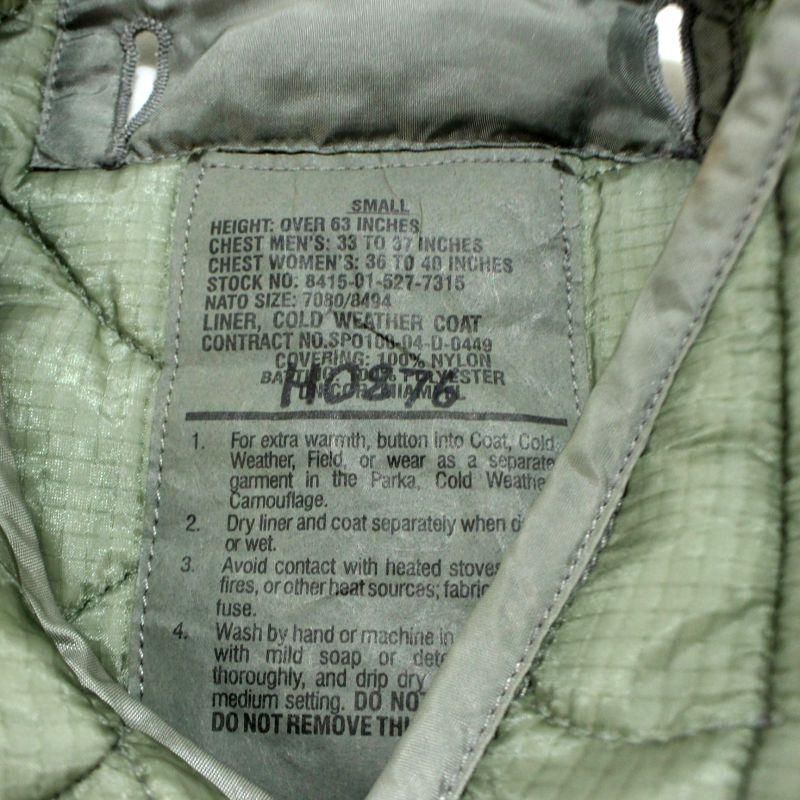 SMALL
HEIGHT: OVER 63 INCHES
CHEST MEN'S: 33 TO 37 INCHES
CHEST WOMEN'S: 36 TO 40 INCHES
STOCK NO: 8415-01-527-7315
NATO SIZE: 7080/8494
LINER, COLD WEATHER COAT
CONTRACT NO.SP0100-04-D-0449
COVERING: 100% NYLON
H0876
1. For extra warmth, button into Coat, Cold
Weather, Field, or wear as a separate
garment in the Parka, Cold Weathe
Camouflage.
2. Dry liner and coat separately when d
or wet.
3. Avoid contact with heated stoves
fires, or other heat sources; fabric
fuse.
4. Wash by hand or machine in
with mild soap or dete
thoroughly, and drip dry
medium setting. DO NOT
DO NOT REMOVE THI